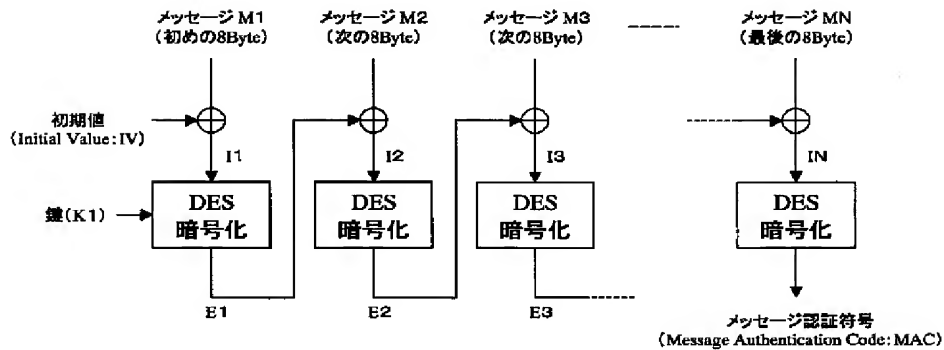 メッセージ M1
(初めの8Byte)
メッセージ M2
(次の8Byte)
メッセージ M3
(次の8Byte)
メッセージ MN
(最後の8Byte)
初期値
(Initial Value: IV)
I1
I2
I3
IN
鍵(K1)
DES
暗号化
DES
暗号化
DES
暗号化
DES
暗号化
E1
E2
E3
メッセージ認証符号
(Message Authentication Code: MAC)